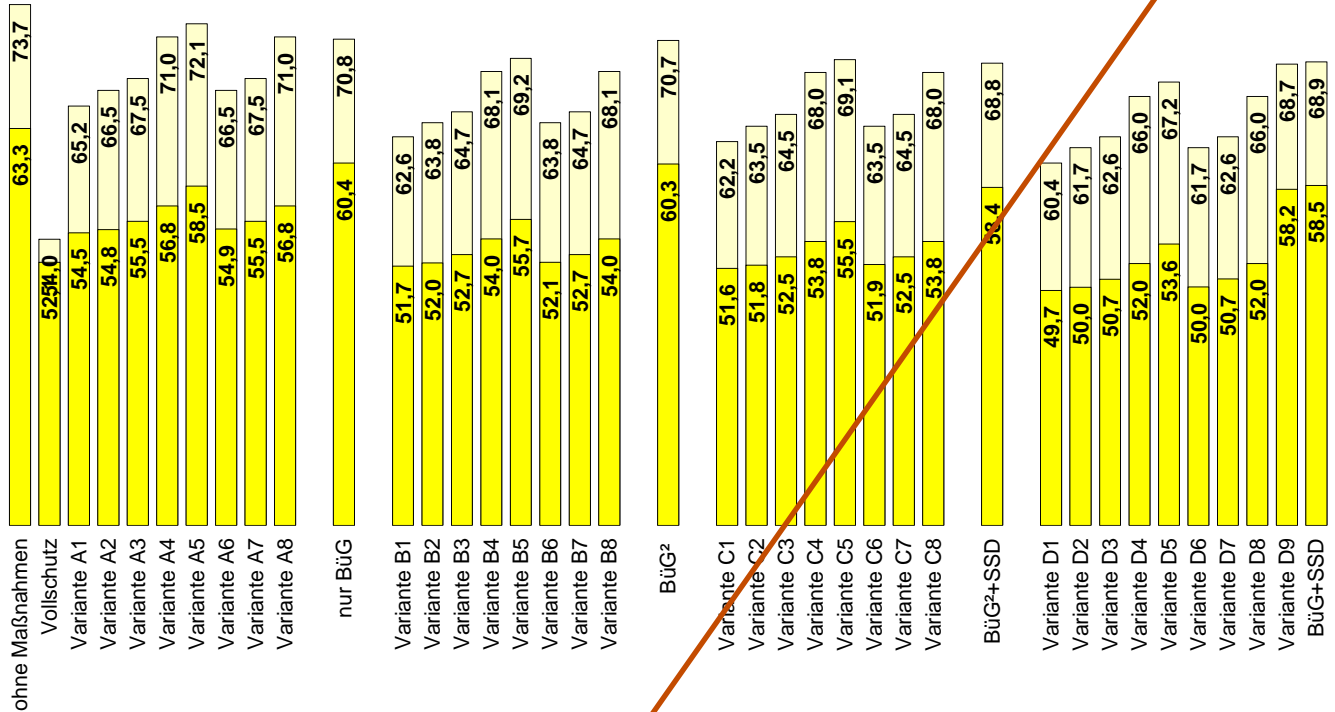 73,7
63,3
54,0
65,2
54,5
66,5
54,8
67,5
55,5
71,0
56,8
72,1
58,5
66,5
54,9
67,5
55,5
71,0
56,8
70,8
60,4
62,6
51,7
63,8
52,0
64,7
52,7
68,1
54,0
69,2
55,7
63,8
52,1
64,7
52,7
68,1
54,0
70,7
60,3
62,2
51,6
63,5
51,8
64,5
52,5
68,0
53,8
69,1
55,5
63,5
51,9
64,5
52,5
68,0
53,8
68,8
58,4
60,4
49,7
61,7
50,0
62,6
50,7
66,0
52,0
67,2
53,6
61,7
50,0
62,6
50,7
66,0
52,0
68,7
58,2
68,9
58,5
ohne Maßnahmen
Vollschutz
Variante A1
Variante A2
Variante A3
Variante A4
Variante A5
Variante A6
Variante A7
Variante A8
nur BüG
Variante B1
Variante B2
Variante B3
Variante B4
Variante B5
Variante B6
Variante B7
Variante B8
BüG²
Variante C1
Variante C2
Variante C3
Variante C4
Variante C5
Variante C6
Variante C7
Variante C8
BüG²+SSD
Variante D1
Variante D2
Variante D3
Variante D4
Variante D5
Variante D6
Variante D7
Variante D8
Variante D9
BüG+SSD